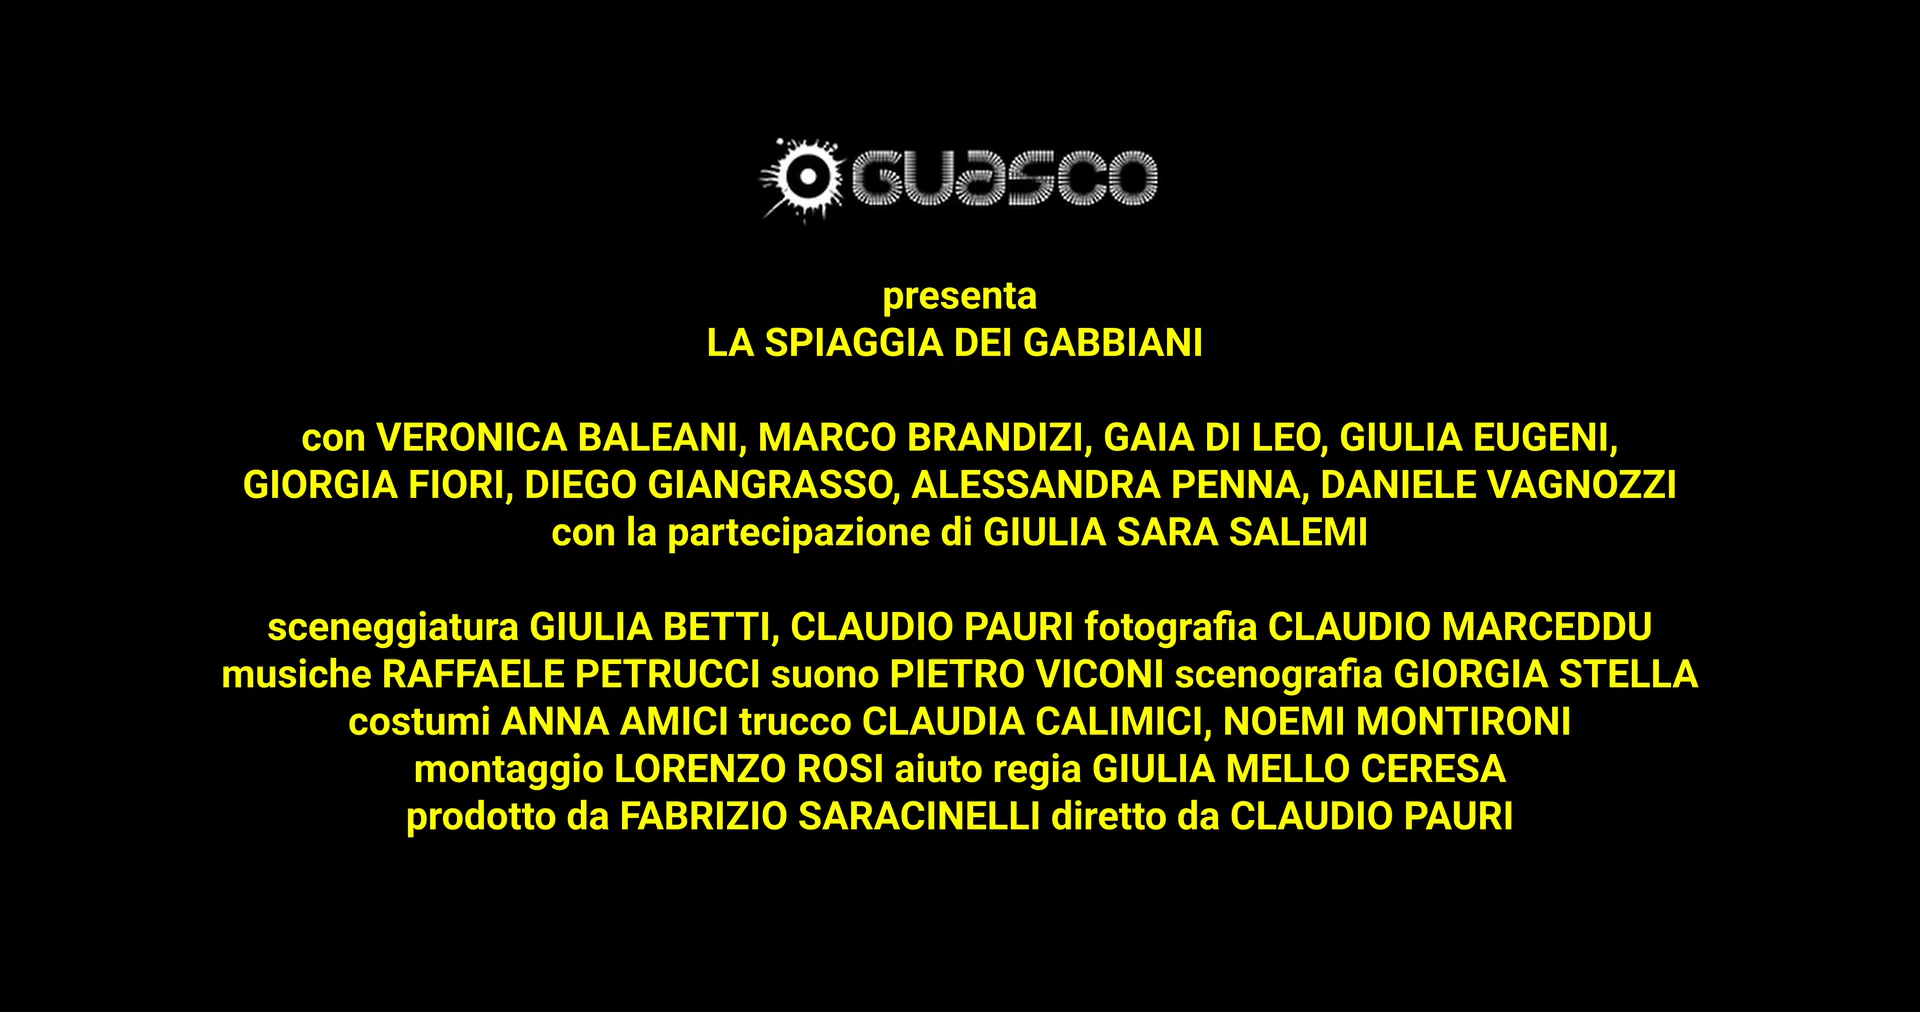 GUASCO
presenta
LA SPIAGGIA DEI GABBIANI
con VERONICA BALEANI, MARCO BRANDIZI, GAIA DI LEO, GIULIA EUGENI,
GIORGIA FIORI, DIEGO GIANGRASSO, ALESSANDRA PENNA, DANIELE VAGNOZZI
con la partecipazione di GIULIA SARA SALEMI
sceneggiatura GIULIA BETTI, CLAUDIO PAURI fotografia CLAUDIO MARCEDDU
musiche RAFFAELE PETRUCCI suono PIETRO VICONI scenografia GIORGIA STELLA
costumi ANNA AMICI trucco CLAUDIA CALIMICI, NOEMI MONTIRONI
montaggio LORENZO ROSI aiuto regia GIULIA MELLO CERESA
prodotto da FABRIZIO SARACINELLI diretto da CLAUDIO PAURI